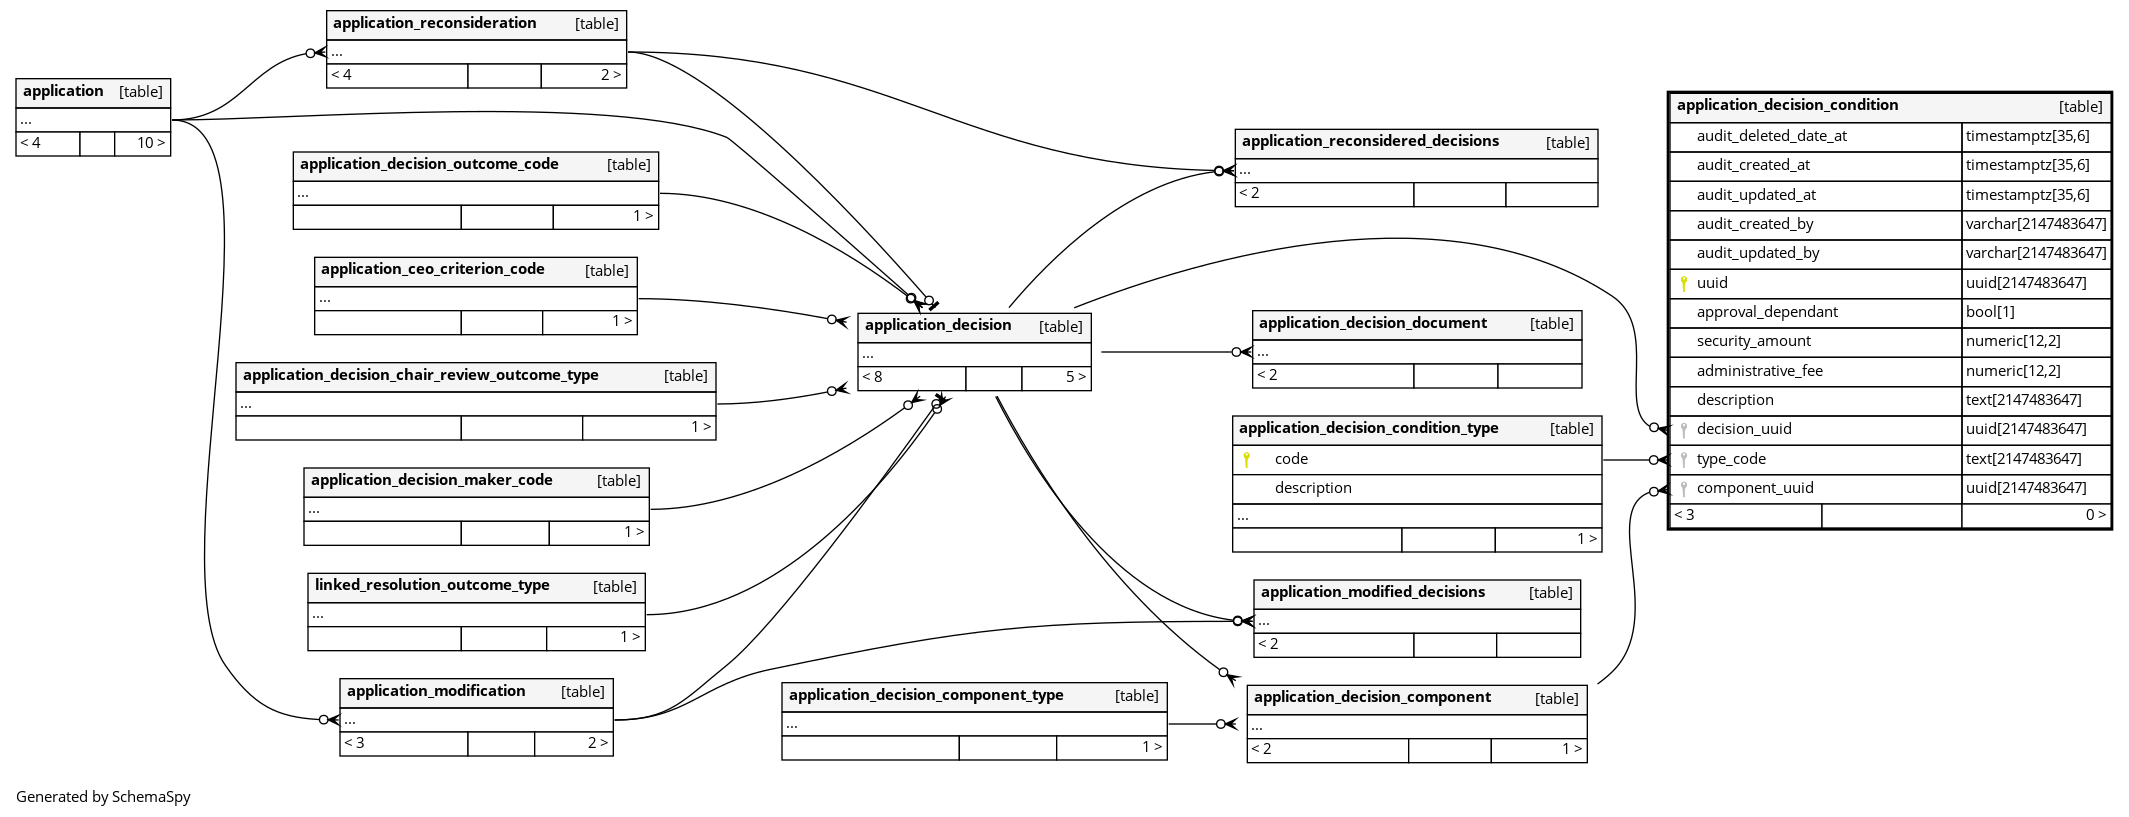 application_reconsideration [table]
...
< 4 2 >
application [table]
...
< 4 10 >
application_decision_outcome_code [table]
...
1 >
application_ceo_criterion_code [table]
...
1 >
application_decision_chair_review_outcome_type [table]
...
1 >
application_decision_maker_code [table]
...
1 >
linked_resolution_outcome_type [table]
...
1 >
application_modification [table]
...
< 3 2 >
application_decision [table]
...
< 8 5 >
application_decision_component_type [table]
...
1 >
application_reconsidered_decisions [table]
...
< 2
application_decision_document [table]
...
< 2
application_decision_condition_type [table]
code
description
...
1 >
application_modified_decisions [table]
...
< 2
application_decision_component [table]
...
< 2 1 >
application_decision_condition [table]
audit_deleted_date_at timestamptz[35,6]
audit_created_at timestamptz[35,6]
audit_updated_at timestamptz[35,6]
audit_created_by varchar[2147483647]
audit_updated_by varchar[2147483647]
uuid uuid[2147483647]
approval_dependant bool[1]
security_amount numeric[12,2]
administrative_fee numeric[12,2]
description text[2147483647]
decision_uuid uuid[2147483647]
type_code text[2147483647]
component_uuid uuid[2147483647]
< 3 0 >
Generated by SchemaSpy